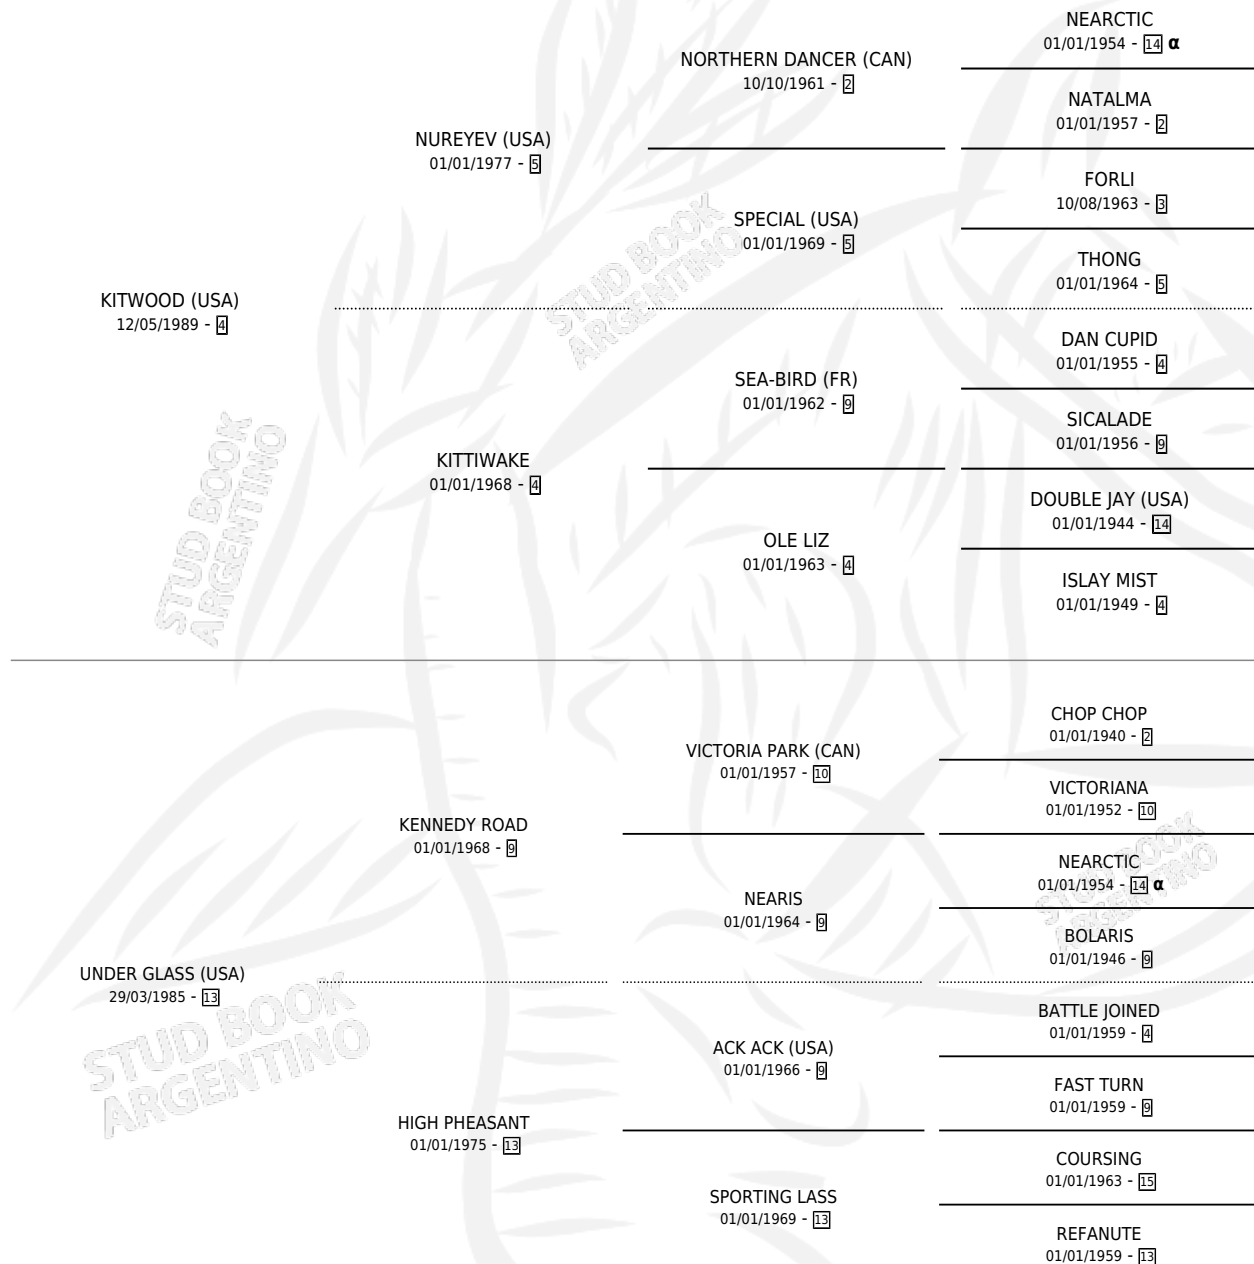 NEARCTIC
01/01/1954 - 14 α
NORTHERN DANCER (CAN)
10/10/1961 - 2
NATALMA
01/01/1957 - 2
NUREYEV (USA)
01/01/1977 - 5
FORLI
10/08/1963 - 3
SPECIAL (USA)
01/01/1969 - 5
THONG
01/01/1964 - 5
KITWOOD (USA)
12/05/1989 - 4
DAN CUPID
01/01/1955 - 4
SEA-BIRD (FR)
01/01/1962 - 9
SICALADE
01/01/1956 - 9
KITTIWAKE
01/01/1968 - 4
DOUBLE JAY (USA)
01/01/1944 - 14
OLE LIZ
01/01/1963 - 4
ISLAY MIST
01/01/1949 - 4
CHOP CHOP
01/01/1940 - 2
VICTORIA PARK (CAN)
01/01/1957 - 10
VICTORIANA
01/01/1952 - 10
KENNEDY ROAD
01/01/1968 - 9
NEARCTIC
01/01/1954 - 14 α
NEARIS
01/01/1964 - 9
BOLARIS
01/01/1946 - 9
UNDER GLASS (USA)
29/03/1985 - 13
BATTLE JOINED
01/01/1959 - 4
ACK ACK (USA)
01/01/1966 - 9
FAST TURN
01/01/1959 - 9
HIGH PHEASANT
01/01/1975 - 13
COURSING
01/01/1963 - 15
SPORTING LASS
01/01/1969 - 13
REFANUTE
01/01/1959 - 13
STUD BOOK
ARGENTINO
STUD BOOK
ARGENTINO
STUD BOOK
ARGENTINO
STUD BOOK
ARGENTINO